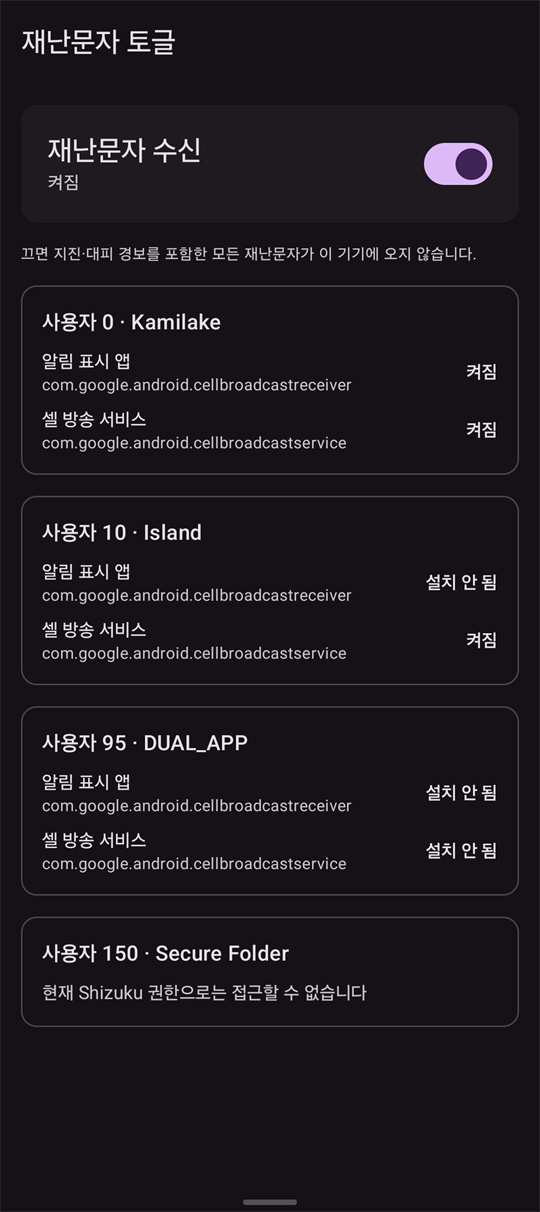 재난문자 토글
재난문자 수신
켜짐
끄면 지진·대피 경보를 포함한 모든 재난문자가 이 기기에 오지 않습니다.
사용자 0 · Kamilake
알림 표시 앱
com.google.android.cellbroadcastreceiver
켜짐
셀 방송 서비스
com.google.android.cellbroadcastservice
켜짐
사용자 10 · Island
알림 표시 앱
com.google.android.cellbroadcastreceiver
설치 안 됨
셀 방송 서비스
com.google.android.cellbroadcastservice
켜짐
사용자 95 · DUAL_APP
알림 표시 앱
com.google.android.cellbroadcastreceiver
설치 안 됨
셀 방송 서비스
com.google.android.cellbroadcastservice
설치 안 됨
사용자 150 · Secure Folder
현재 Shizuku 권한으로는 접근할 수 없습니다